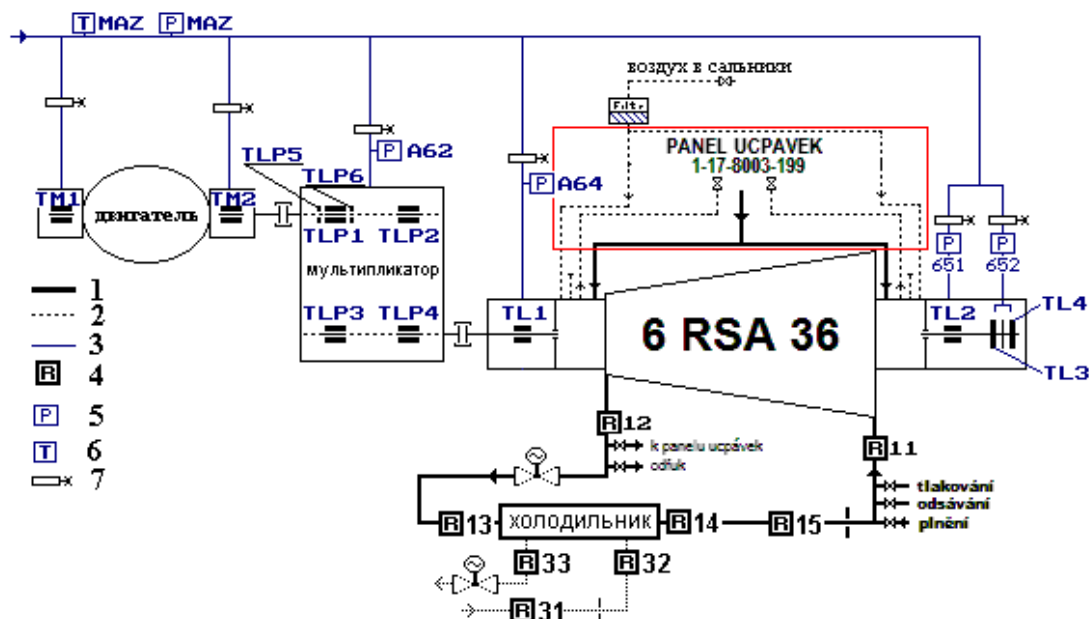 T MAZ P MAZ
воздух в сальники
Filtr
PANEL UCPAVEK
1-17-8003-199
TLP5
P A62
TLP6
P A64
TM1
двигатель
TM2
TLP1 TLP2
мультипликатор
TLP3 TLP4
TL1
6 RSA 36
P
651
P
652
TL2
TL4
TL3
1
2
3
R 4
P 5
T 6
7
R 12
k panelu ucpávek
odfuk
R 11
tlakování
odsávání
plnění
R 13
холодильник
R 14
R 15
R 33
R 32
R 31